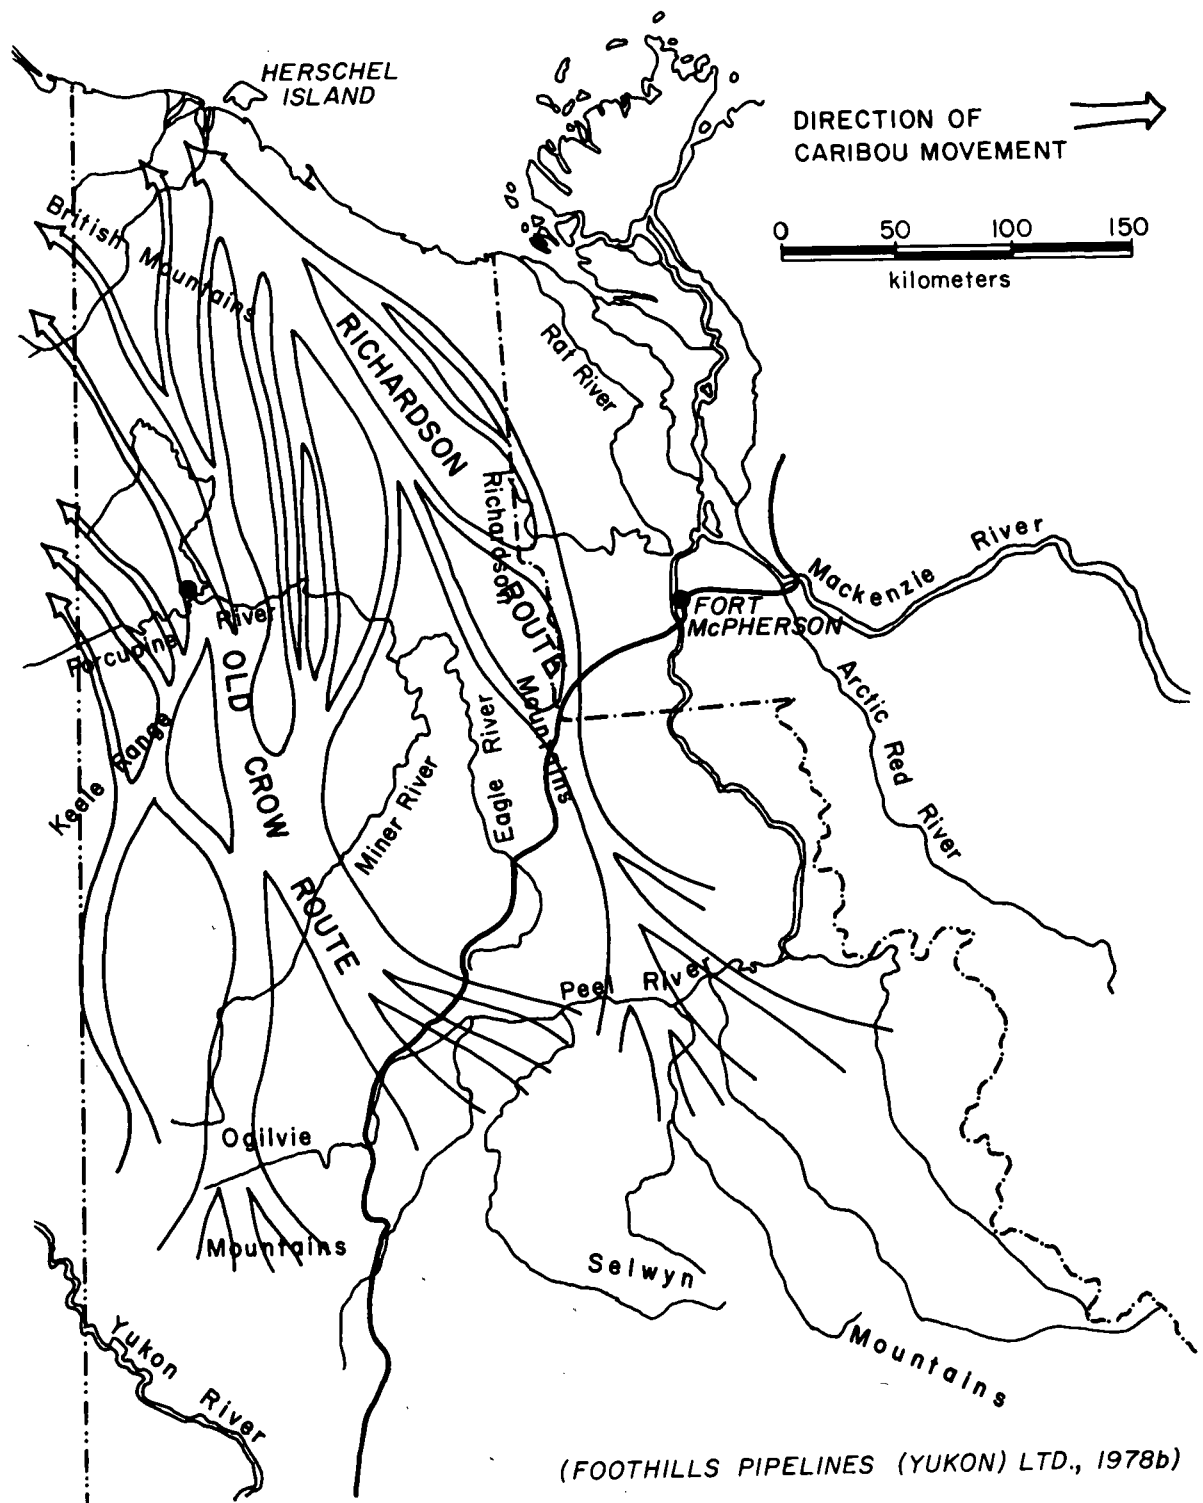 HERSCHEL
ISLAND
DIRECTION OF
CARIBOU MOVEMENT
0 50 100 150
kilometers
British
Mountains
RICHARDSON
ROUTE
Rat River
Richardson
Mountains
Mackenzie
River
FORT
McPHERSON
Porcupine
River
OLD
CROW
ROUTE
Keele Range
Miner River
Eagle River
Arctic Red River
Peel River
Ogilvie
Mountains
Selwyn
Mountains
Yukon
River
(FOOTHILLS PIPELINES (YUKON) LTD., 1978b)